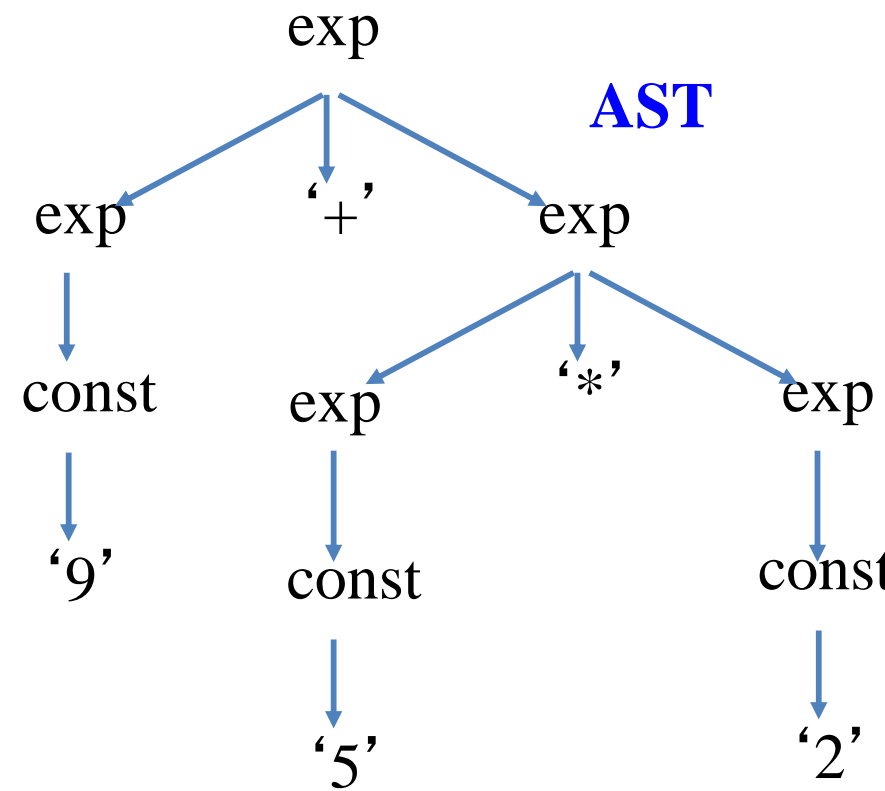 exp
AST
exp ‘+’ exp
const exp ‘*’ exp
‘9’ const const
‘5’ ‘2’